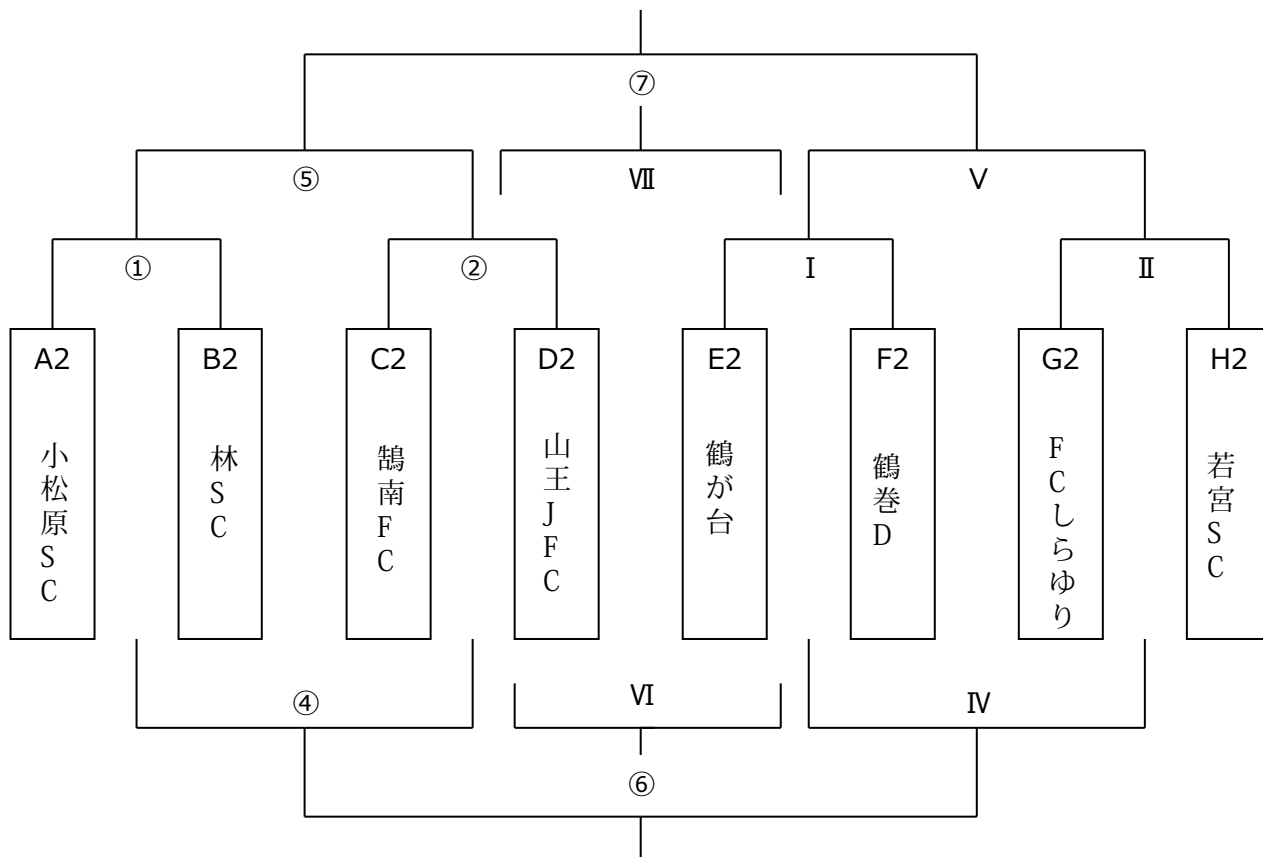 ⑦
⑤
Ⅶ
Ⅴ
①
②
Ⅰ
Ⅱ
A2
B2
C2
D2
E2
F2
G2
H2
小松原SC
林SC
鵠南FC
山王JFC
鶴が台
鶴巻D
FCしらゆり
若宮SC
④
Ⅵ
Ⅳ
⑥